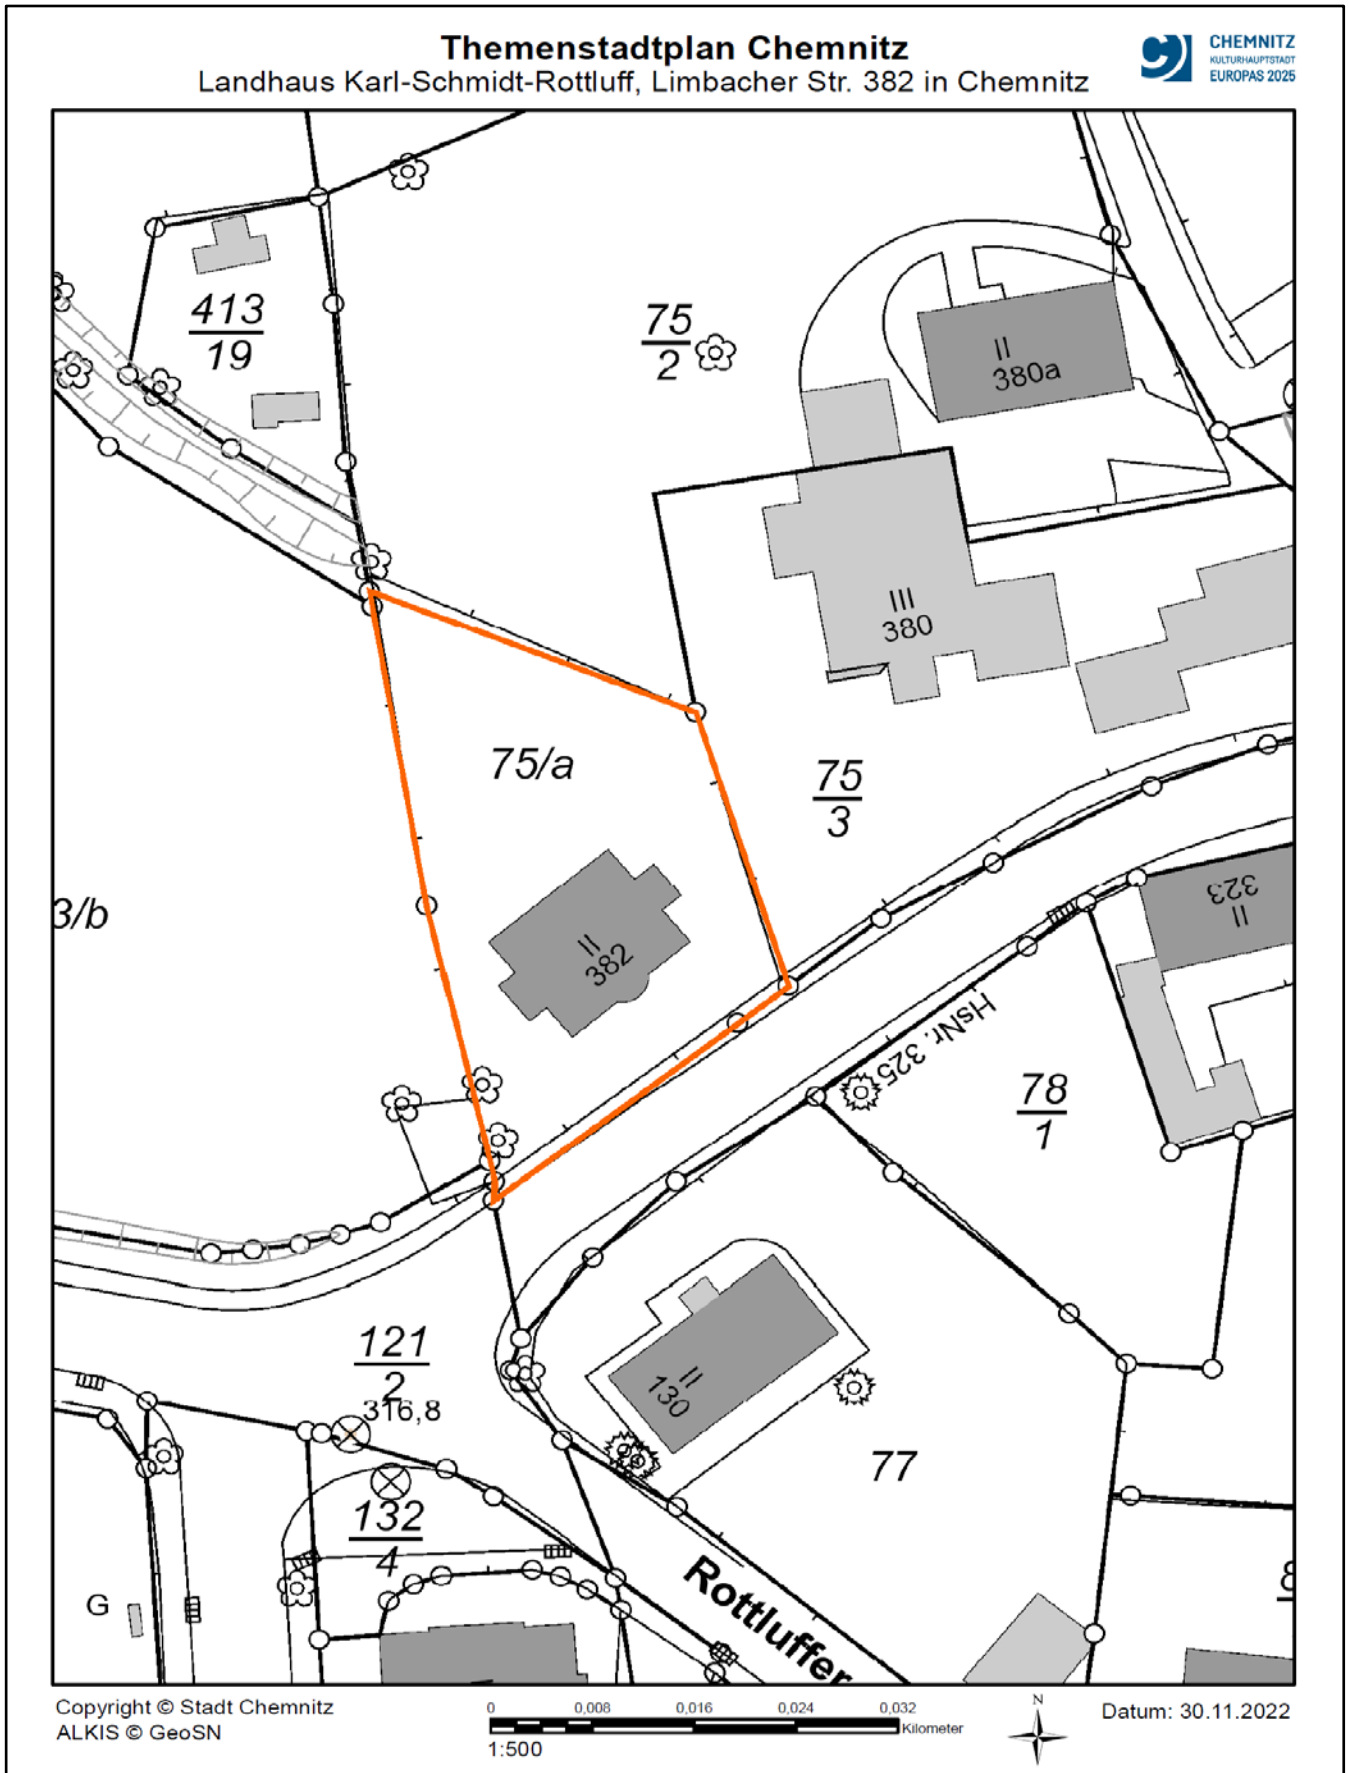 Themenstadtplan Chemnitz
Landhaus Karl-Schmidt-Rottluff, Limbacher Str. 382 in Chemnitz
CHEMNITZ
KULTURHAUPTSTADT
EUROPAS 2025
413
19
75
2
II
380a
III
380
75/a
75
3
3/b
II
382
323
II
HsNr. 325
78
1
121
2
316,8
II
130
77
132
4
G
Rottluffer
8
Copyright © Stadt Chemnitz
ALKIS © GeoSN
0 0,008 0,016 0,024 0,032
Kilometer
1:500
N
Datum: 30.11.2022